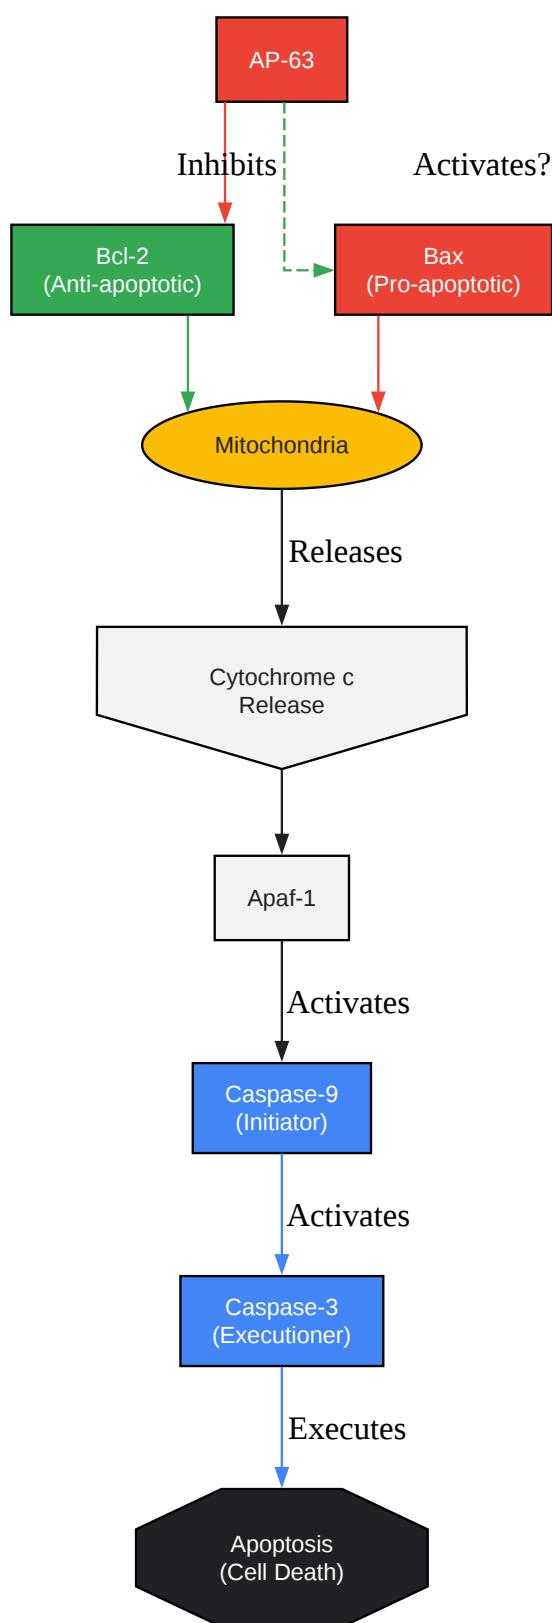 AP-63
Inhibits
Activates?
Bcl-2
(Anti-apoptotic)
Bax
(Pro-apoptotic)
Mitochondria
Releases
Cytochrome c
Release
Apaf-1
Activates
Caspase-9
(Initiator)
Activates
Caspase-3
(Executioner)
Executes
Apoptosis
(Cell Death)